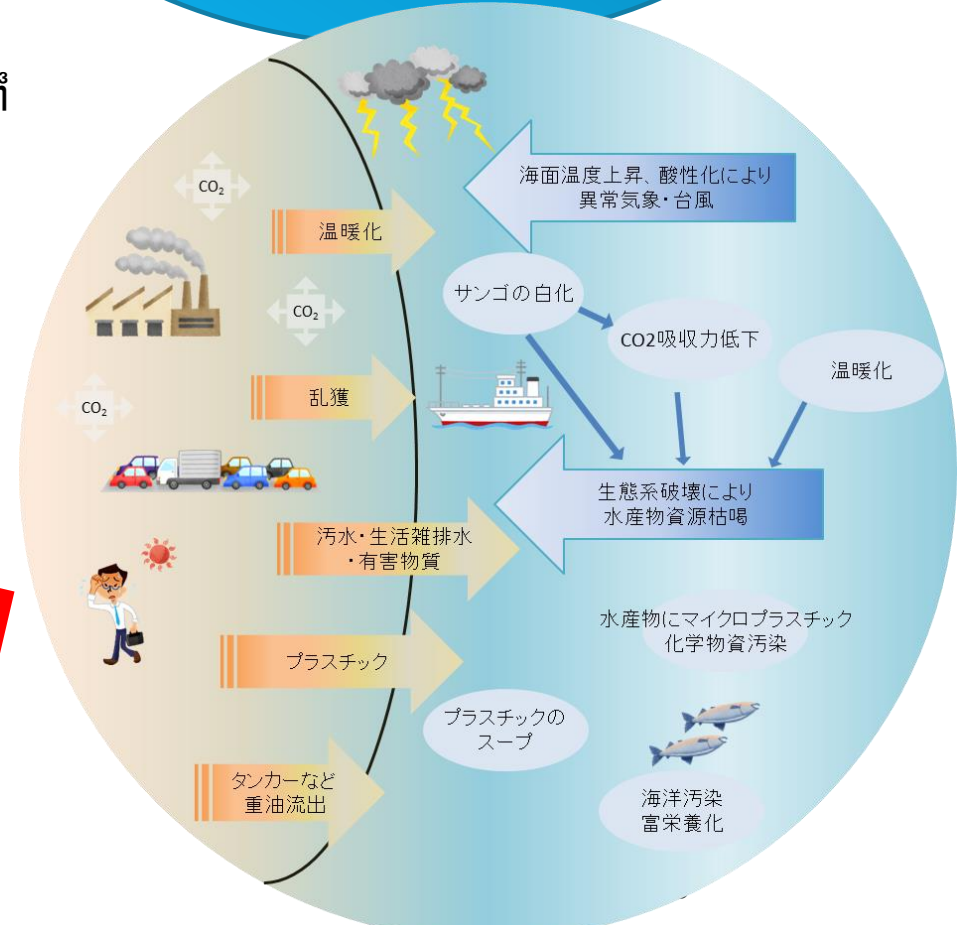 CO₂
海面温度上昇、酸性化により
異常気象・台風
温暖化
サンゴの白化
CO₂
CO2吸収力低下
温暖化
乱獲
CO₂
生態系破壊により
水産物資源枯喝
汚水・生活雑排水
・有害物質
水産物にマイクロプラスチック
化学物資汚染
プラスチック
プラスチックの
スープ
タンカーなど
重油流出
海洋汚染
富栄養化